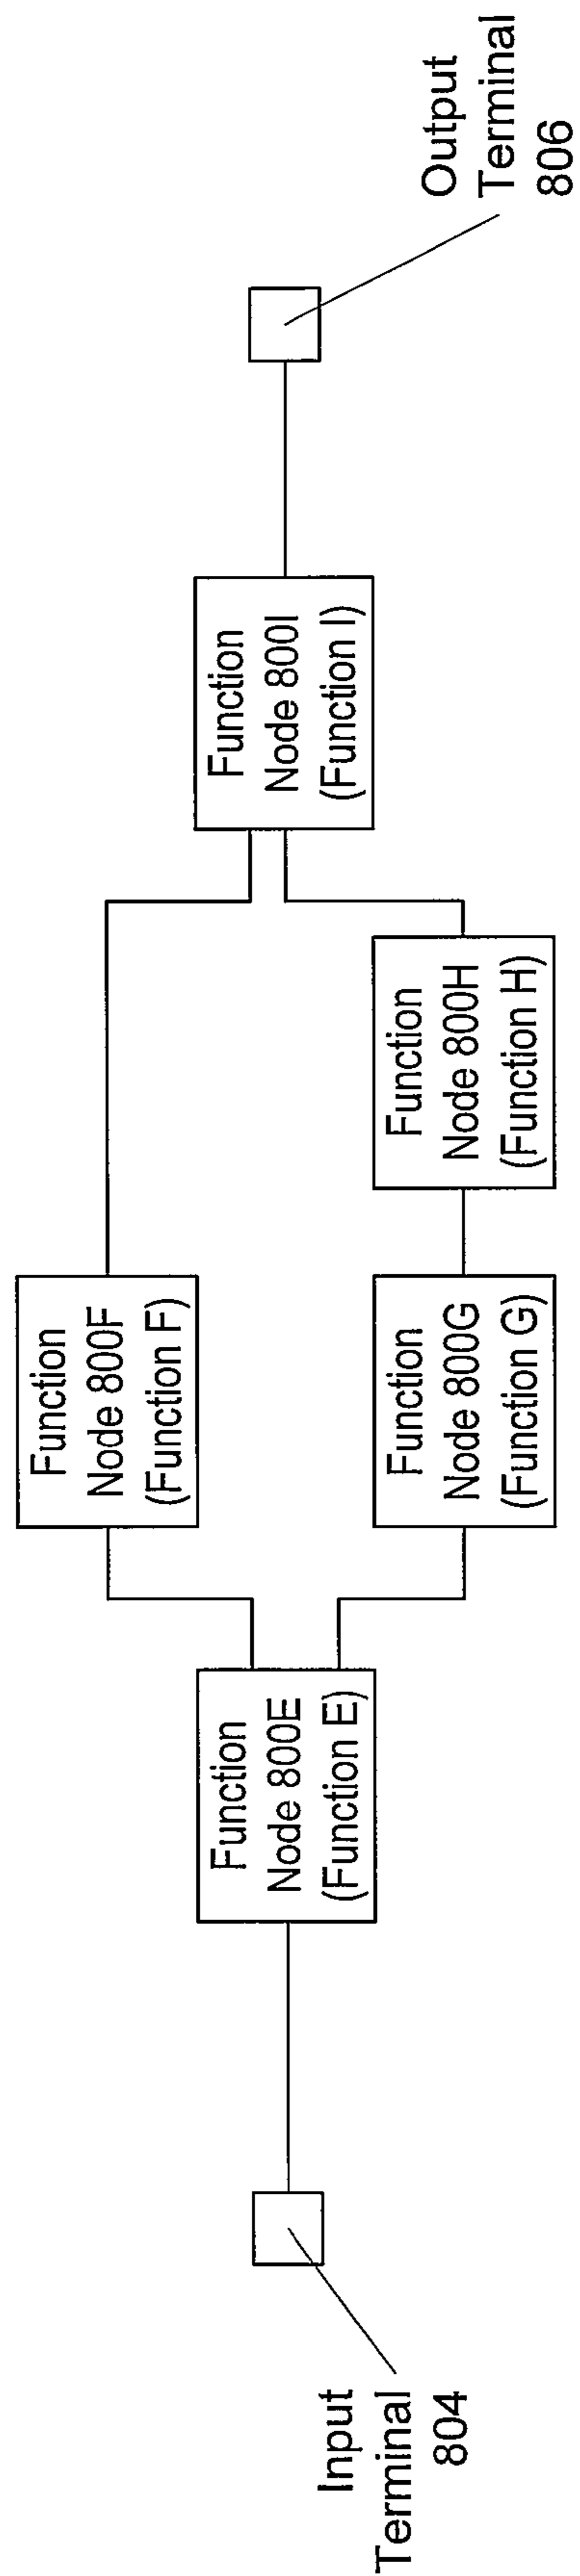 Input
Terminal
804
Function
Node 800E
(Function E)
Function
Node 800F
(Function F)
Function
Node 800G
(Function G)
Function
Node 800H
(Function H)
Function
Node 800I
(Function I)
Output
Terminal
806